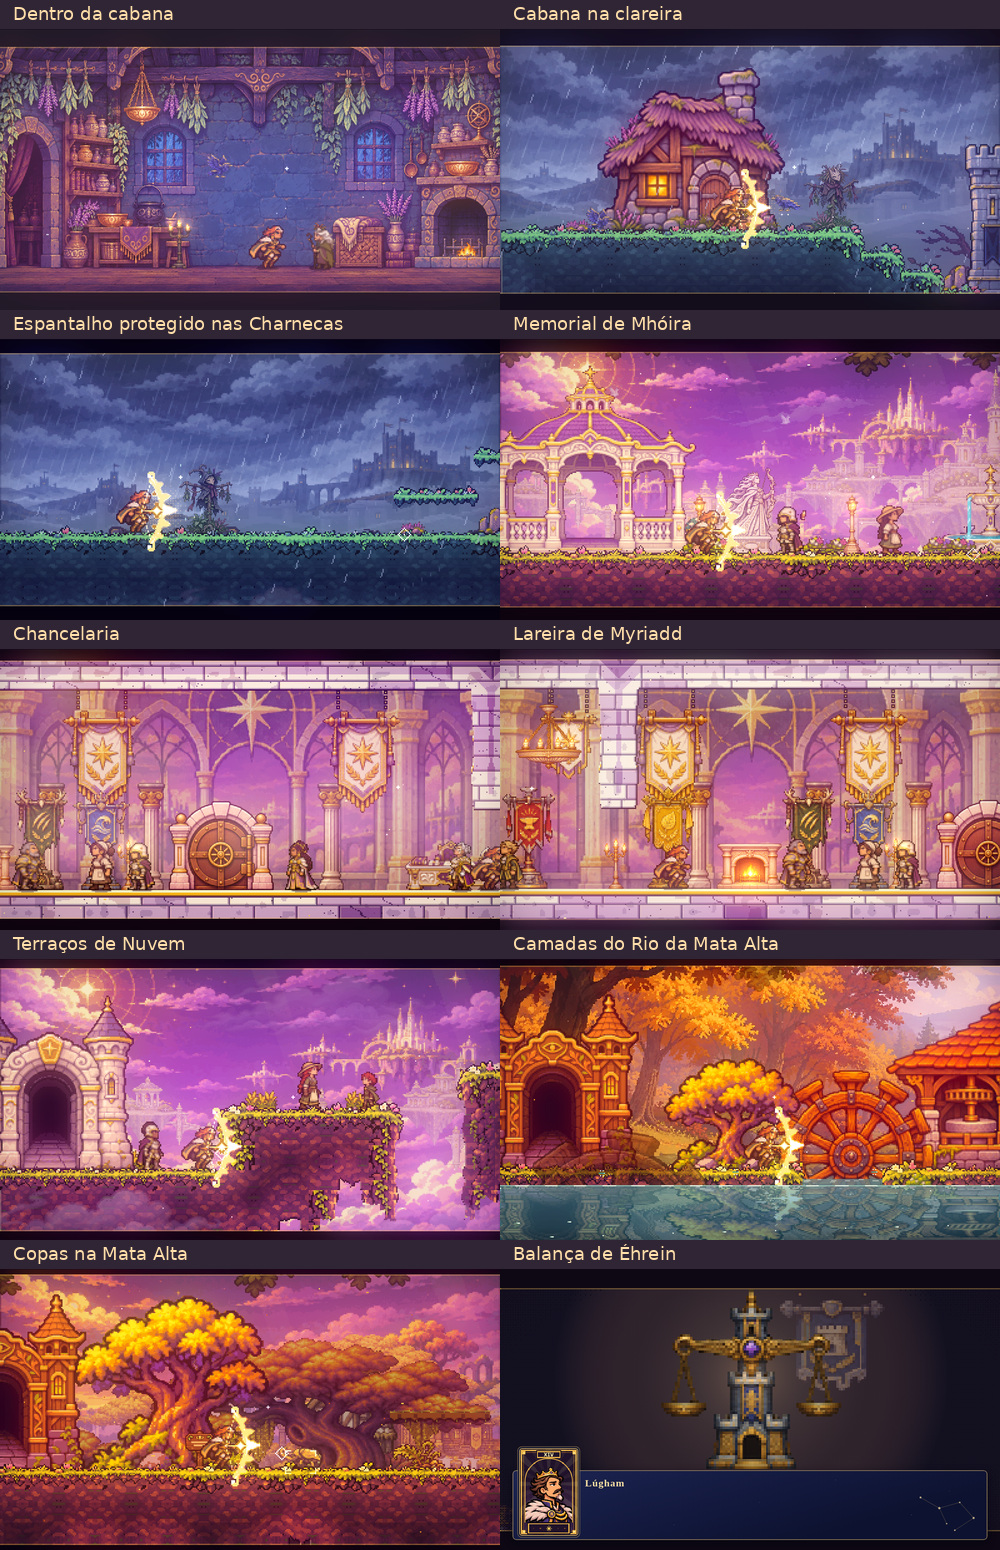 Dentro da cabana
Cabana na clareira
Espantalho protegido nas Charnecas
Memorial de Mhóira
Chancelaria
Lareira de Myriadd
Terraços de Nuvem
Camadas do Rio da Mata Alta
Copas na Mata Alta
Balança de Éhrein
XIV
Lúgham